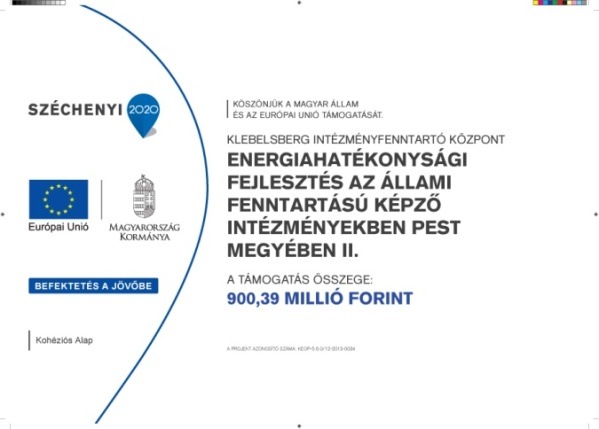 SZÉCHENYI 2020
Európai Unió
MAGYARORSZÁG
KORMÁNYA
BEFEKTETÉS A JÖVŐBE
Kohéziós Alap
KÖSZÖNJÜK A MAGYAR ÁLLAM
ÉS AZ EURÓPAI UNIÓ TÁMOGATÁSÁT.
KLEBELSBERG INTÉZMÉNYFENNTARTÓ KÖZPONT
ENERGIAHATÉKONYSÁGI
FEJLESZTÉS AZ ÁLLAMI
FENNTARTÁSÚ KÉPZŐ
INTÉZMÉNYEKBEN PEST
MEGYÉBEN II.
A TÁMOGATÁS ÖSSZEGE:
900,39 MILLIÓ FORINT
A PROJEKT AZONOSÍTÓ SZÁMA: KEOP-5.6.0/12-2013-0034